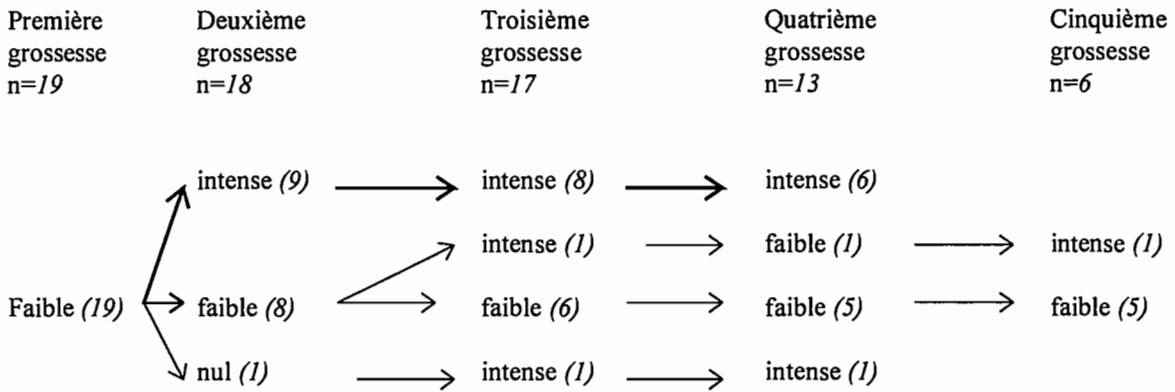 Première grossesse n=19
Deuxième grossesse n=18
Troisième grossesse n=17
Quatrième grossesse n=13
Cinquième grossesse n=6
intense (9) intense (8) intense (6)
intense (1) faible (1) intense (1)
Faible (19) faible (8) faible (6) faible (5) faible (5)
nul (1) intense (1) intense (1)